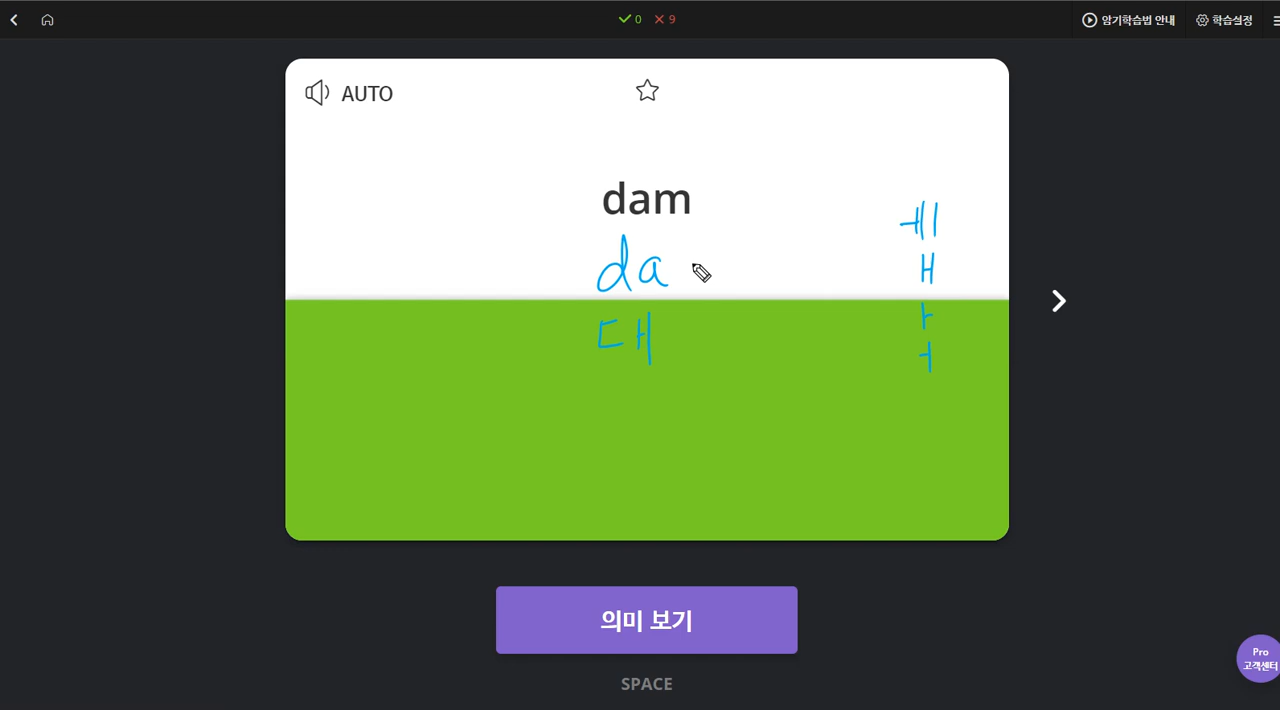 0 9 암기학습법 안내 학습설정
AUTO
dam
da
대
ㅔㅣ
ㅐ
ㅏ
ㅓ
의미 보기
SPACE
Pro
고객센터